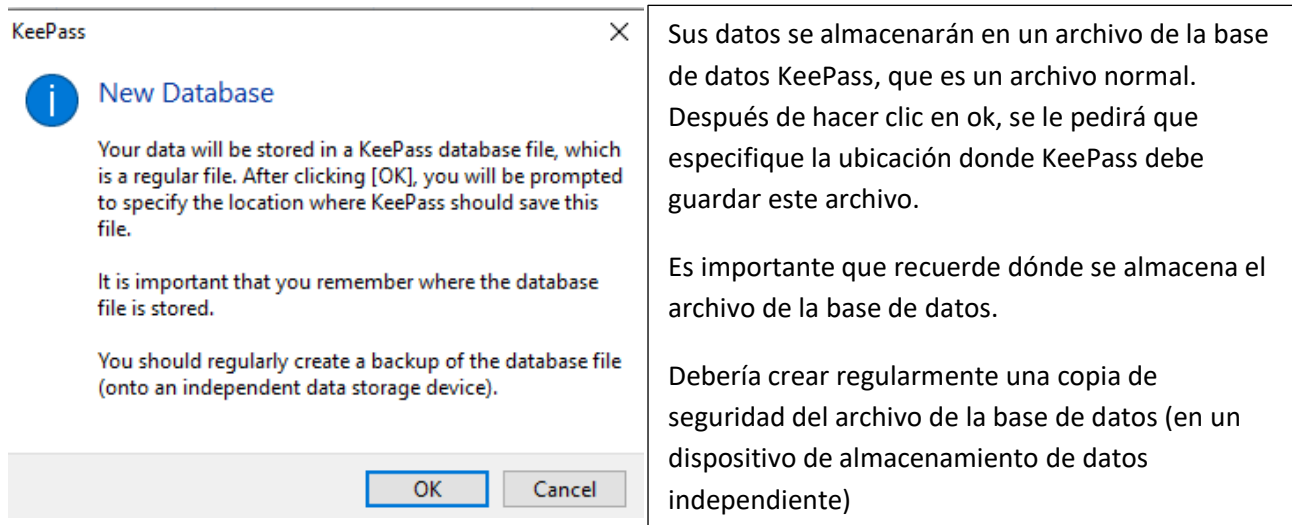 KeePass
New Database
Your data will be stored in a KeePass database file, which
is a regular file. After clicking [OK], you will be prompted
to specify the location where KeePass should save this
file.
It is important that you remember where the database
file is stored.
You should regularly create a backup of the database file
(onto an independent data storage device).
OK
Cancel
Sus datos se almacenarán en un archivo de la base
de datos KeePass, que es un archivo normal.
Después de hacer clic en ok, se le pedirá que
especifique la ubicación donde KeePass debe
guardar este archivo.
Es importante que recuerde dónde se almacena el
archivo de la base de datos.
Debería crear regularmente una copia de
seguridad del archivo de la base de datos (en un
dispositivo de almacenamiento de datos
independiente)